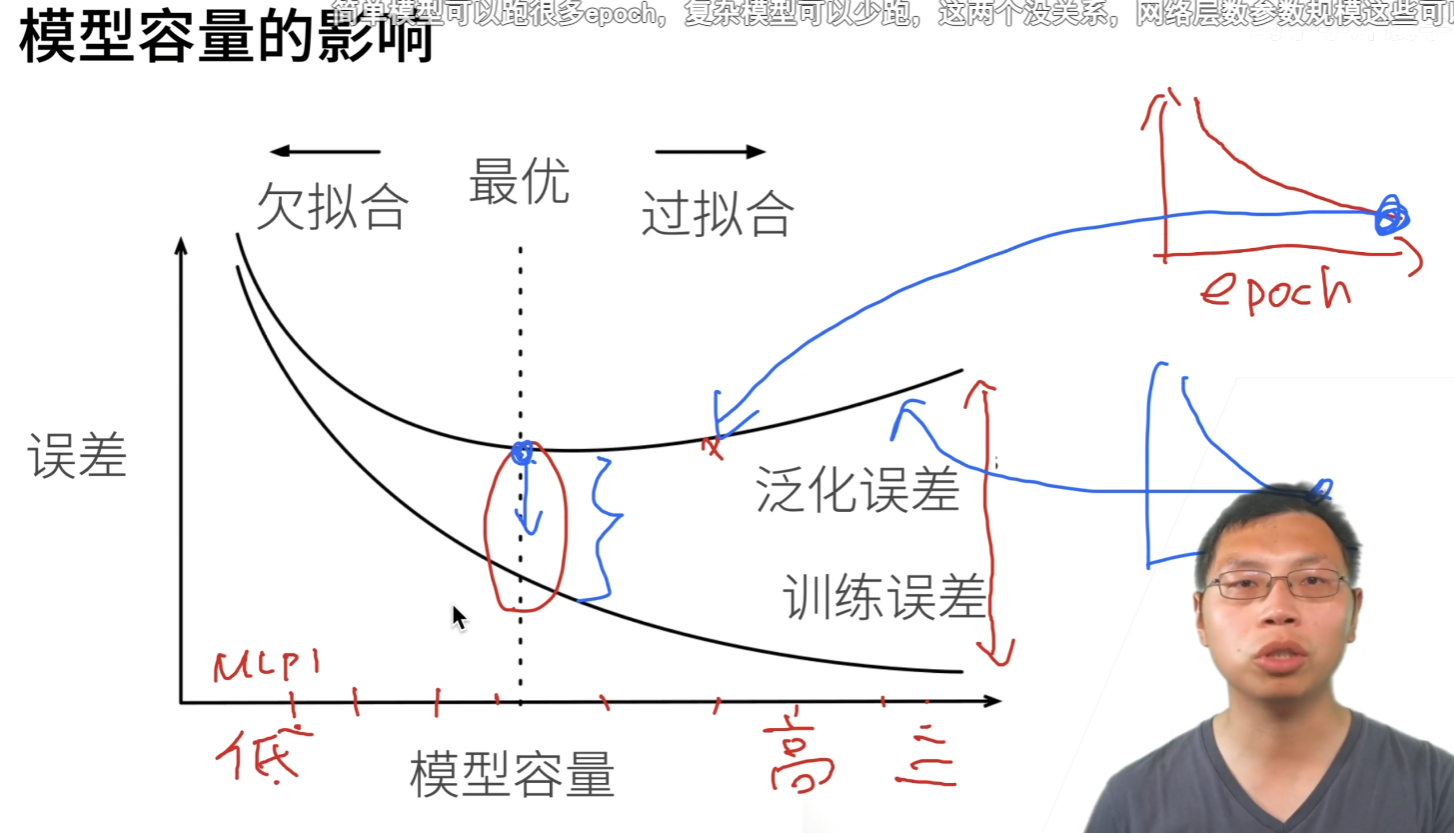 简单模型可以跑很多epoch，复杂模型可以少跑，这两个没关系，网络层数参数规模这些可以
模型容量的影响
欠拟合
最优
过拟合
epoch
误差
泛化误差
训练误差
MLP1
低
模型容量
高